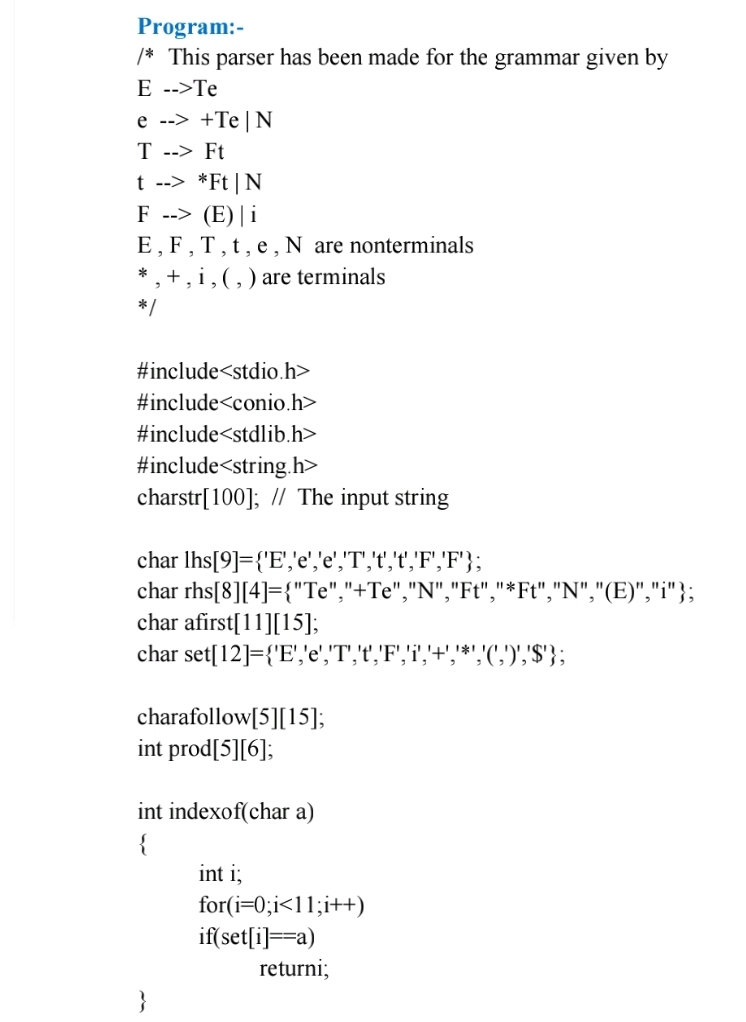 Program:-
/* This parser has been made for the grammar given by
E -->Te
e --> +Te | N
T --> Ft
t --> *Ft | N
F --> (E) | i
E , F , T , t , e , N are nonterminals
* , + , i , ( , ) are terminals
*/
#include<stdio.h>
#include<conio.h>
#include<stdlib.h>
#include<string.h>
charstr[100]; // The input string
char lhs[9]={'E','e','e','T','t','t','F','F'};
char rhs[8][4]={"Te","+Te","N","Ft","*Ft","N","(E)","i"};
char afirst[11][15];
char set[12]={'E','e','T','t','F','i','+','*','(',')','$'};
charafollow[5][15];
int prod[5][6];
int indexof(char a)
{
int i;
for(i=0;i<11;i++)
if(set[i]==a)
returni;
}